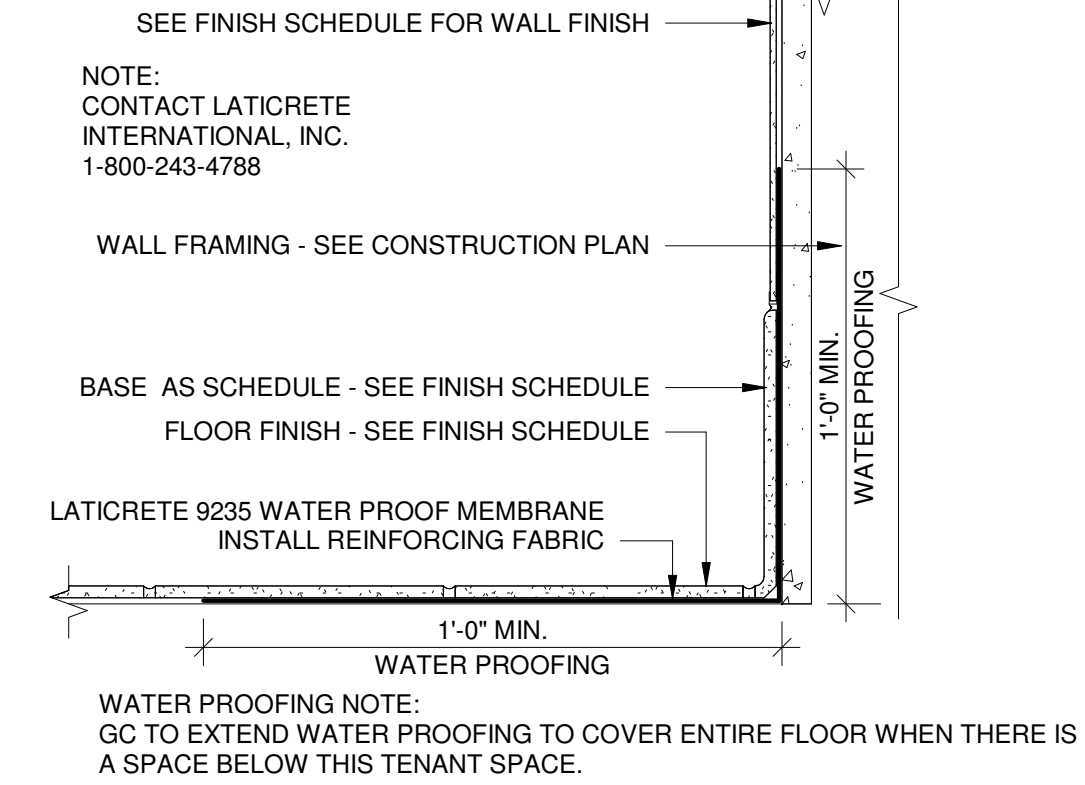 SEE FINISH SCHEDULE FOR WALL FINISH
NOTE:
CONTACT LATICRETE
INTERNATIONAL, INC.
1-800-243-4788
WALL FRAMING - SEE CONSTRUCTION PLAN
1'-0" MIN.
WATER PROOFING
BASE  AS SCHEDULE - SEE FINISH SCHEDULE
FLOOR FINISH - SEE FINISH SCHEDULE
LATICRETE 9235 WATER PROOF MEMBRANE
INSTALL REINFORCING FABRIC
1'-0" MIN.
WATER PROOFING
WATER PROOFING NOTE:
GC TO EXTEND WATER PROOFING TO COVER ENTIRE FLOOR WHEN THERE IS
A SPACE BELOW THIS TENANT SPACE.